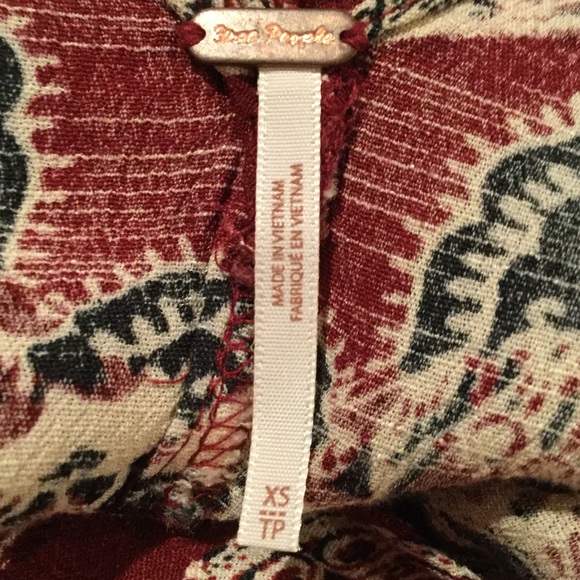 Free People
MADE IN VIETNAM
FABRIQUÉ EN VIETNAM
XS
TP